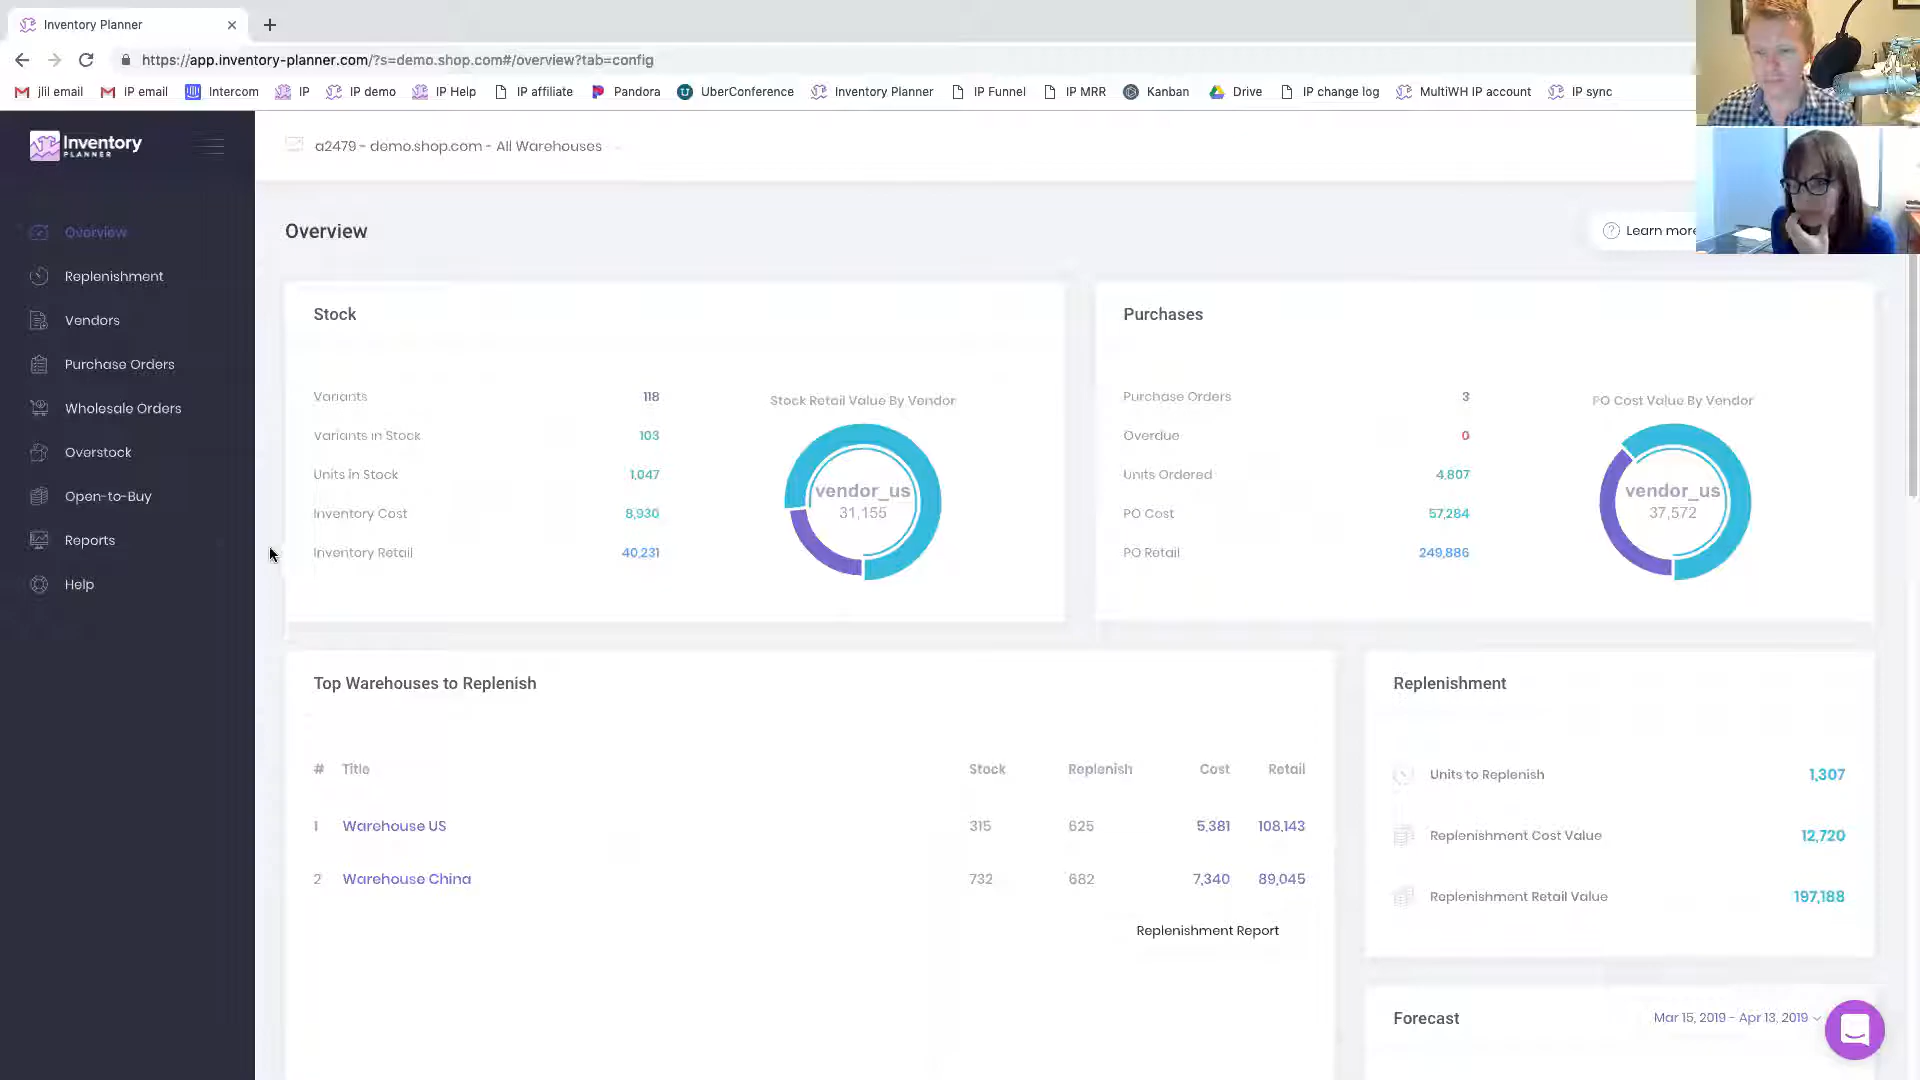 Inventory Planner
https://app.inventory-planner.com/?s=demo.shop.com#/overview?tab=config
jlil email
IP email
Intercom
IP
IP demo
IP Help
IP affiliate
Pandora
UberConference
Inventory Planner
IP Funnel
IP MRR
Kanban
Drive
IP change log
MultiWH IP account
IP sync
Inventory
PLANNER
a2479 - demo.shop.com - All Warehouses
Overview
Replenishment
Vendors
Purchase Orders
Wholesale Orders
Overstock
Open-to-Buy
Reports
Help
Overview
? Learn more
Stock
Variants 118
Variants in Stock 103
Units in Stock 1,047
Inventory Cost 8,930
Inventory Retail 40,231
Stock Retail Value By Vendor
vendor_us
31,155
Purchases
Purchase Orders 3
Overdue 0
Units Ordered 4,807
PO Cost 57,284
PO Retail 249,886
PO Cost Value By Vendor
vendor_us
37,572
Top Warehouses to Replenish
# Title Stock Replenish Cost Retail
1 Warehouse US 315 625 5,381 108,143
2 Warehouse China 732 682 7,340 89,045
Replenishment Report
Replenishment
Units to Replenish 1,307
Replenishment Cost Value 12,720
Replenishment Retail Value 197,188
Forecast
Mar 15, 2019 - Apr 13, 2019